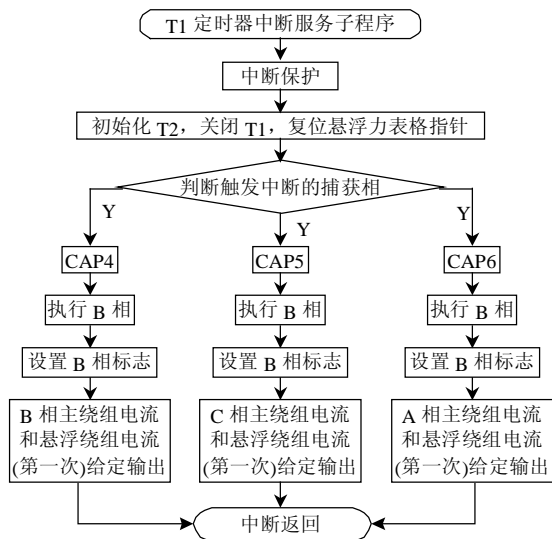 T1 定时器中断服务子程序
中断保护
初始化 T2，关闭 T1，复位悬浮力表格指针
判断触发中断的捕获相
Y
Y
Y
CAP4
CAP5
CAP6
执行 B 相
执行 B 相
执行 B 相
设置 B 相标志
设置 B 相标志
设置 B 相标志
B 相主绕组电流
和悬浮绕组电流
(第一次)给定输出
C 相主绕组电流
和悬浮绕组电流
(第一次)给定输出
A 相主绕组电流
和悬浮绕组电流
(第一次)给定输出
中断返回